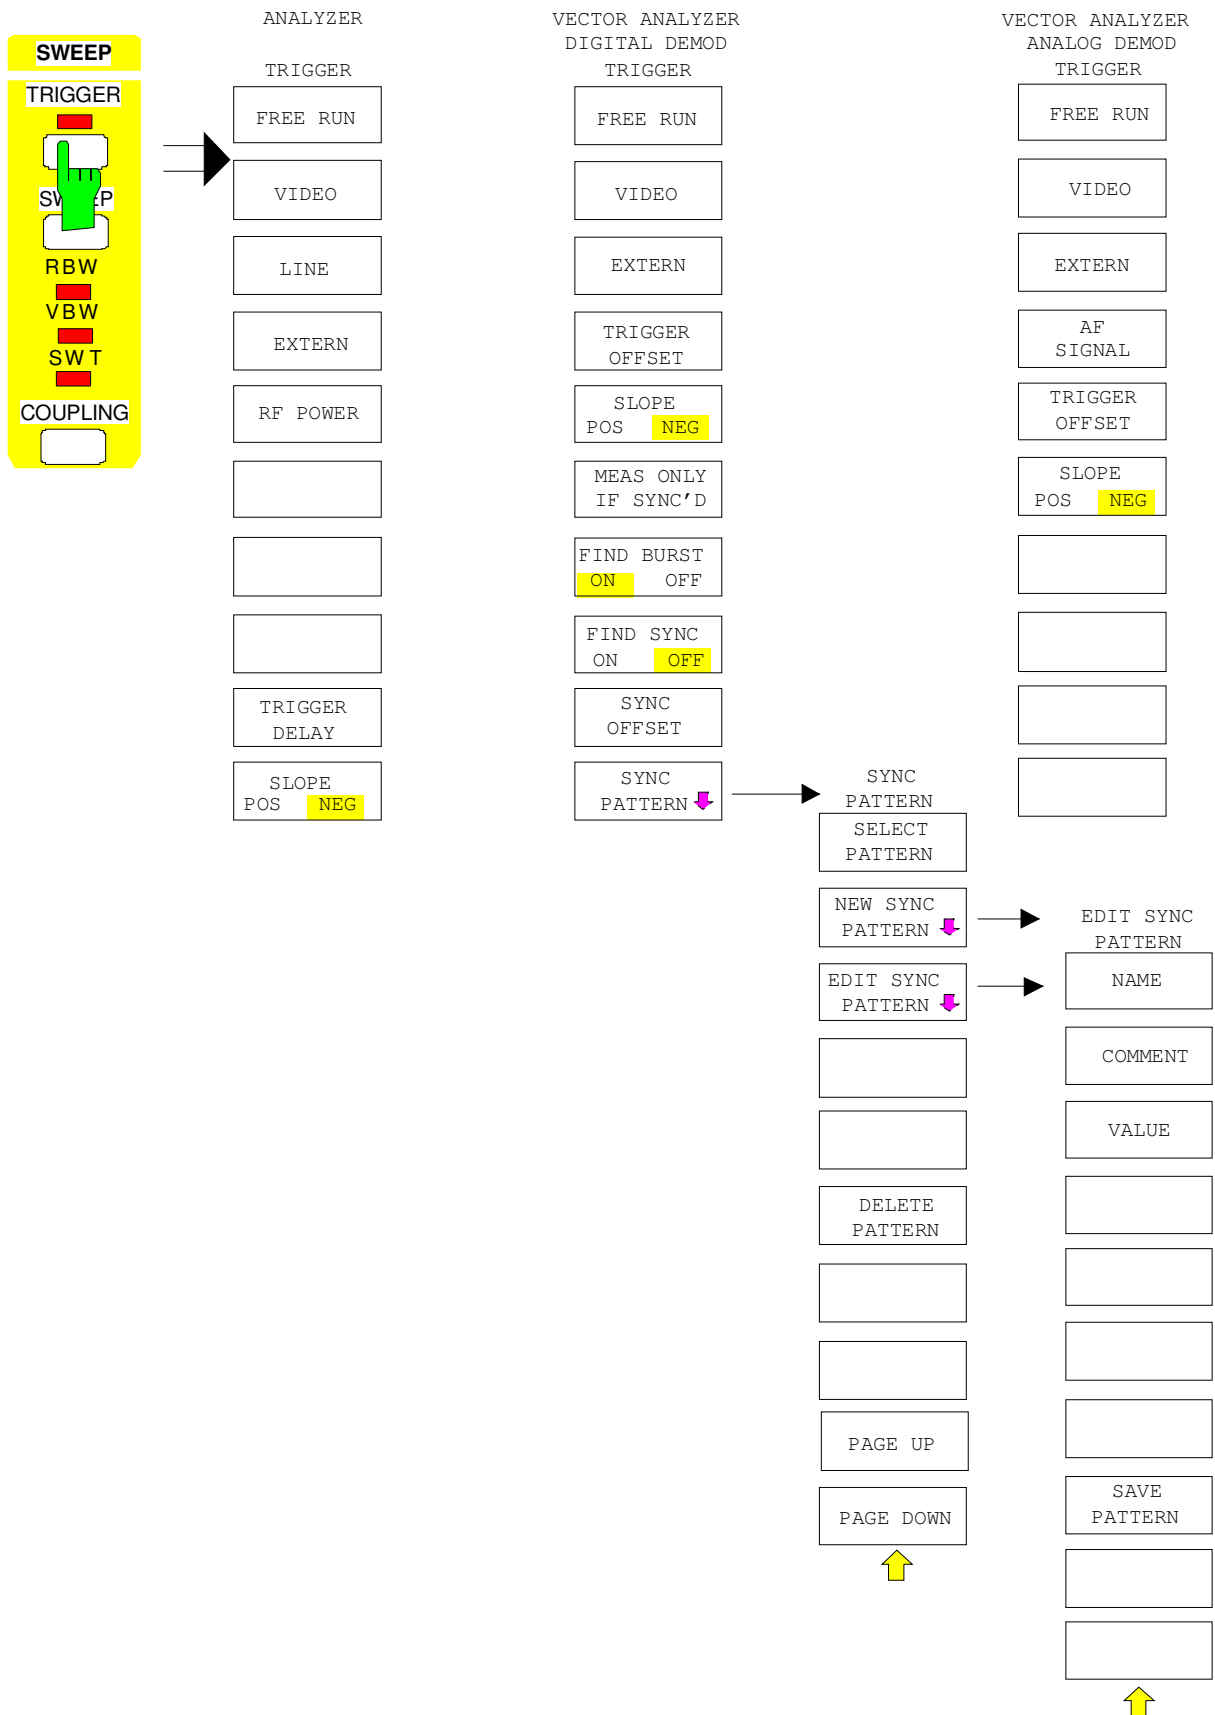 SWEEP
TRIGGER
SWEEP
RBW
VBW
SWT
COUPLING
ANALYZER
TRIGGER
FREE RUN
VIDEO
LINE
EXTERN
RF POWER
TRIGGER
DELAY
SLOPE
POS NEG
VECTOR ANALYZER
DIGITAL DEMOD
TRIGGER
FREE RUN
VIDEO
EXTERN
TRIGGER
OFFSET
SLOPE
POS NEG
MEAS ONLY
IF SYNC'D
FIND BURST
ON OFF
FIND SYNC
ON OFF
SYNC
OFFSET
SYNC
PATTERN
SYNC
PATTERN
SELECT
PATTERN
NEW SYNC
PATTERN
EDIT SYNC
PATTERN
DELETE
PATTERN
PAGE UP
PAGE DOWN
VECTOR ANALYZER
ANALOG DEMOD
TRIGGER
FREE RUN
VIDEO
EXTERN
AF
SIGNAL
TRIGGER
OFFSET
SLOPE
POS NEG
EDIT SYNC
PATTERN
NAME
COMMENT
VALUE
SAVE
PATTERN